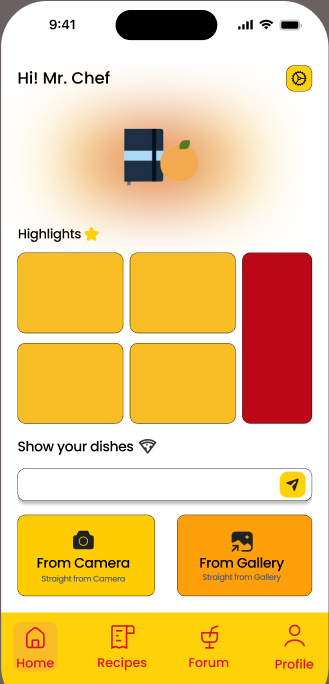 9:41
Hi! Mr. Chef
Highlights
Show your dishes
From Camera
Straight from Camera
From Gallery
Straight from Gallery
Home
Recipes
Forum
Profile